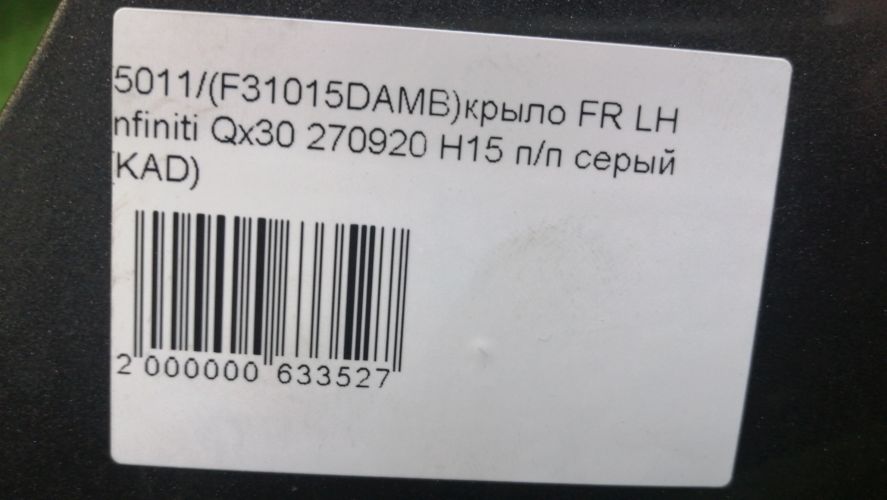 5011/(F31015DAMB)крыло FR LH
nfiniti Qx30 270920 H15 п/п серый
KAD)
2 000000 633527